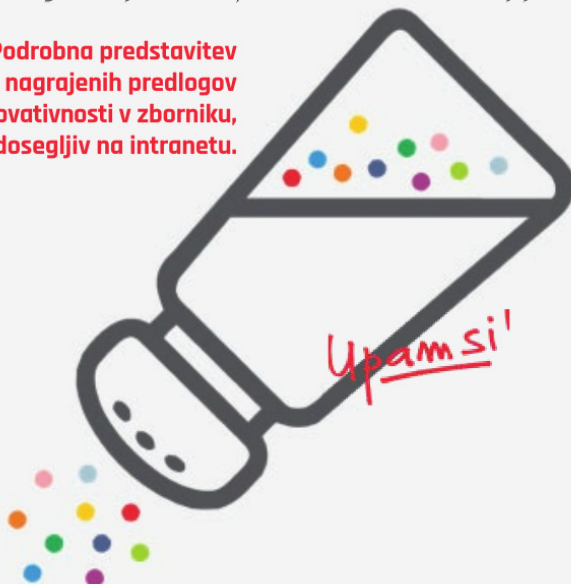 Podrobna predstavitev
nagrajenih predlogov
ovativnosti v zborniku,
dosegljiv na intranetu.
Upam si!